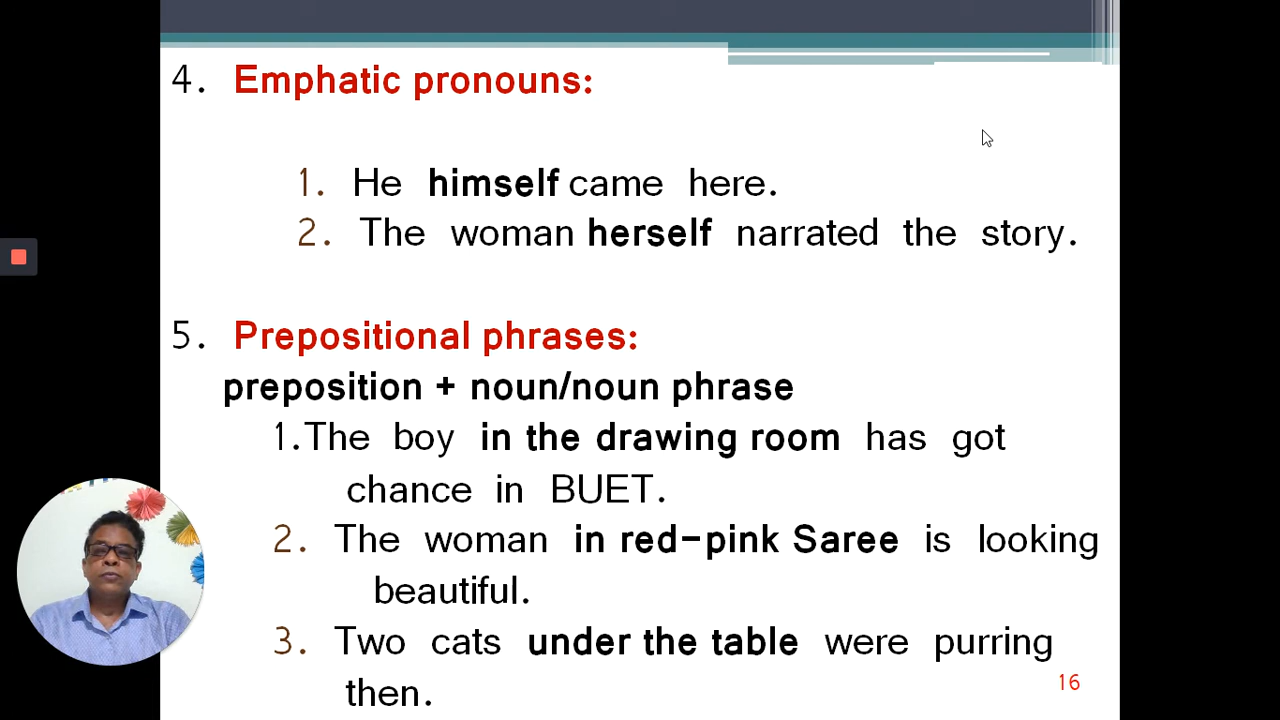 4. Emphatic pronouns:
1. He himself came here.
2. The woman herself narrated the story.
5. Prepositional phrases:
preposition + noun/noun phrase
1.The boy in the drawing room has got
chance in BUET.
2. The woman in red-pink Saree is looking
beautiful.
3. Two cats under the table were purring
then.
16